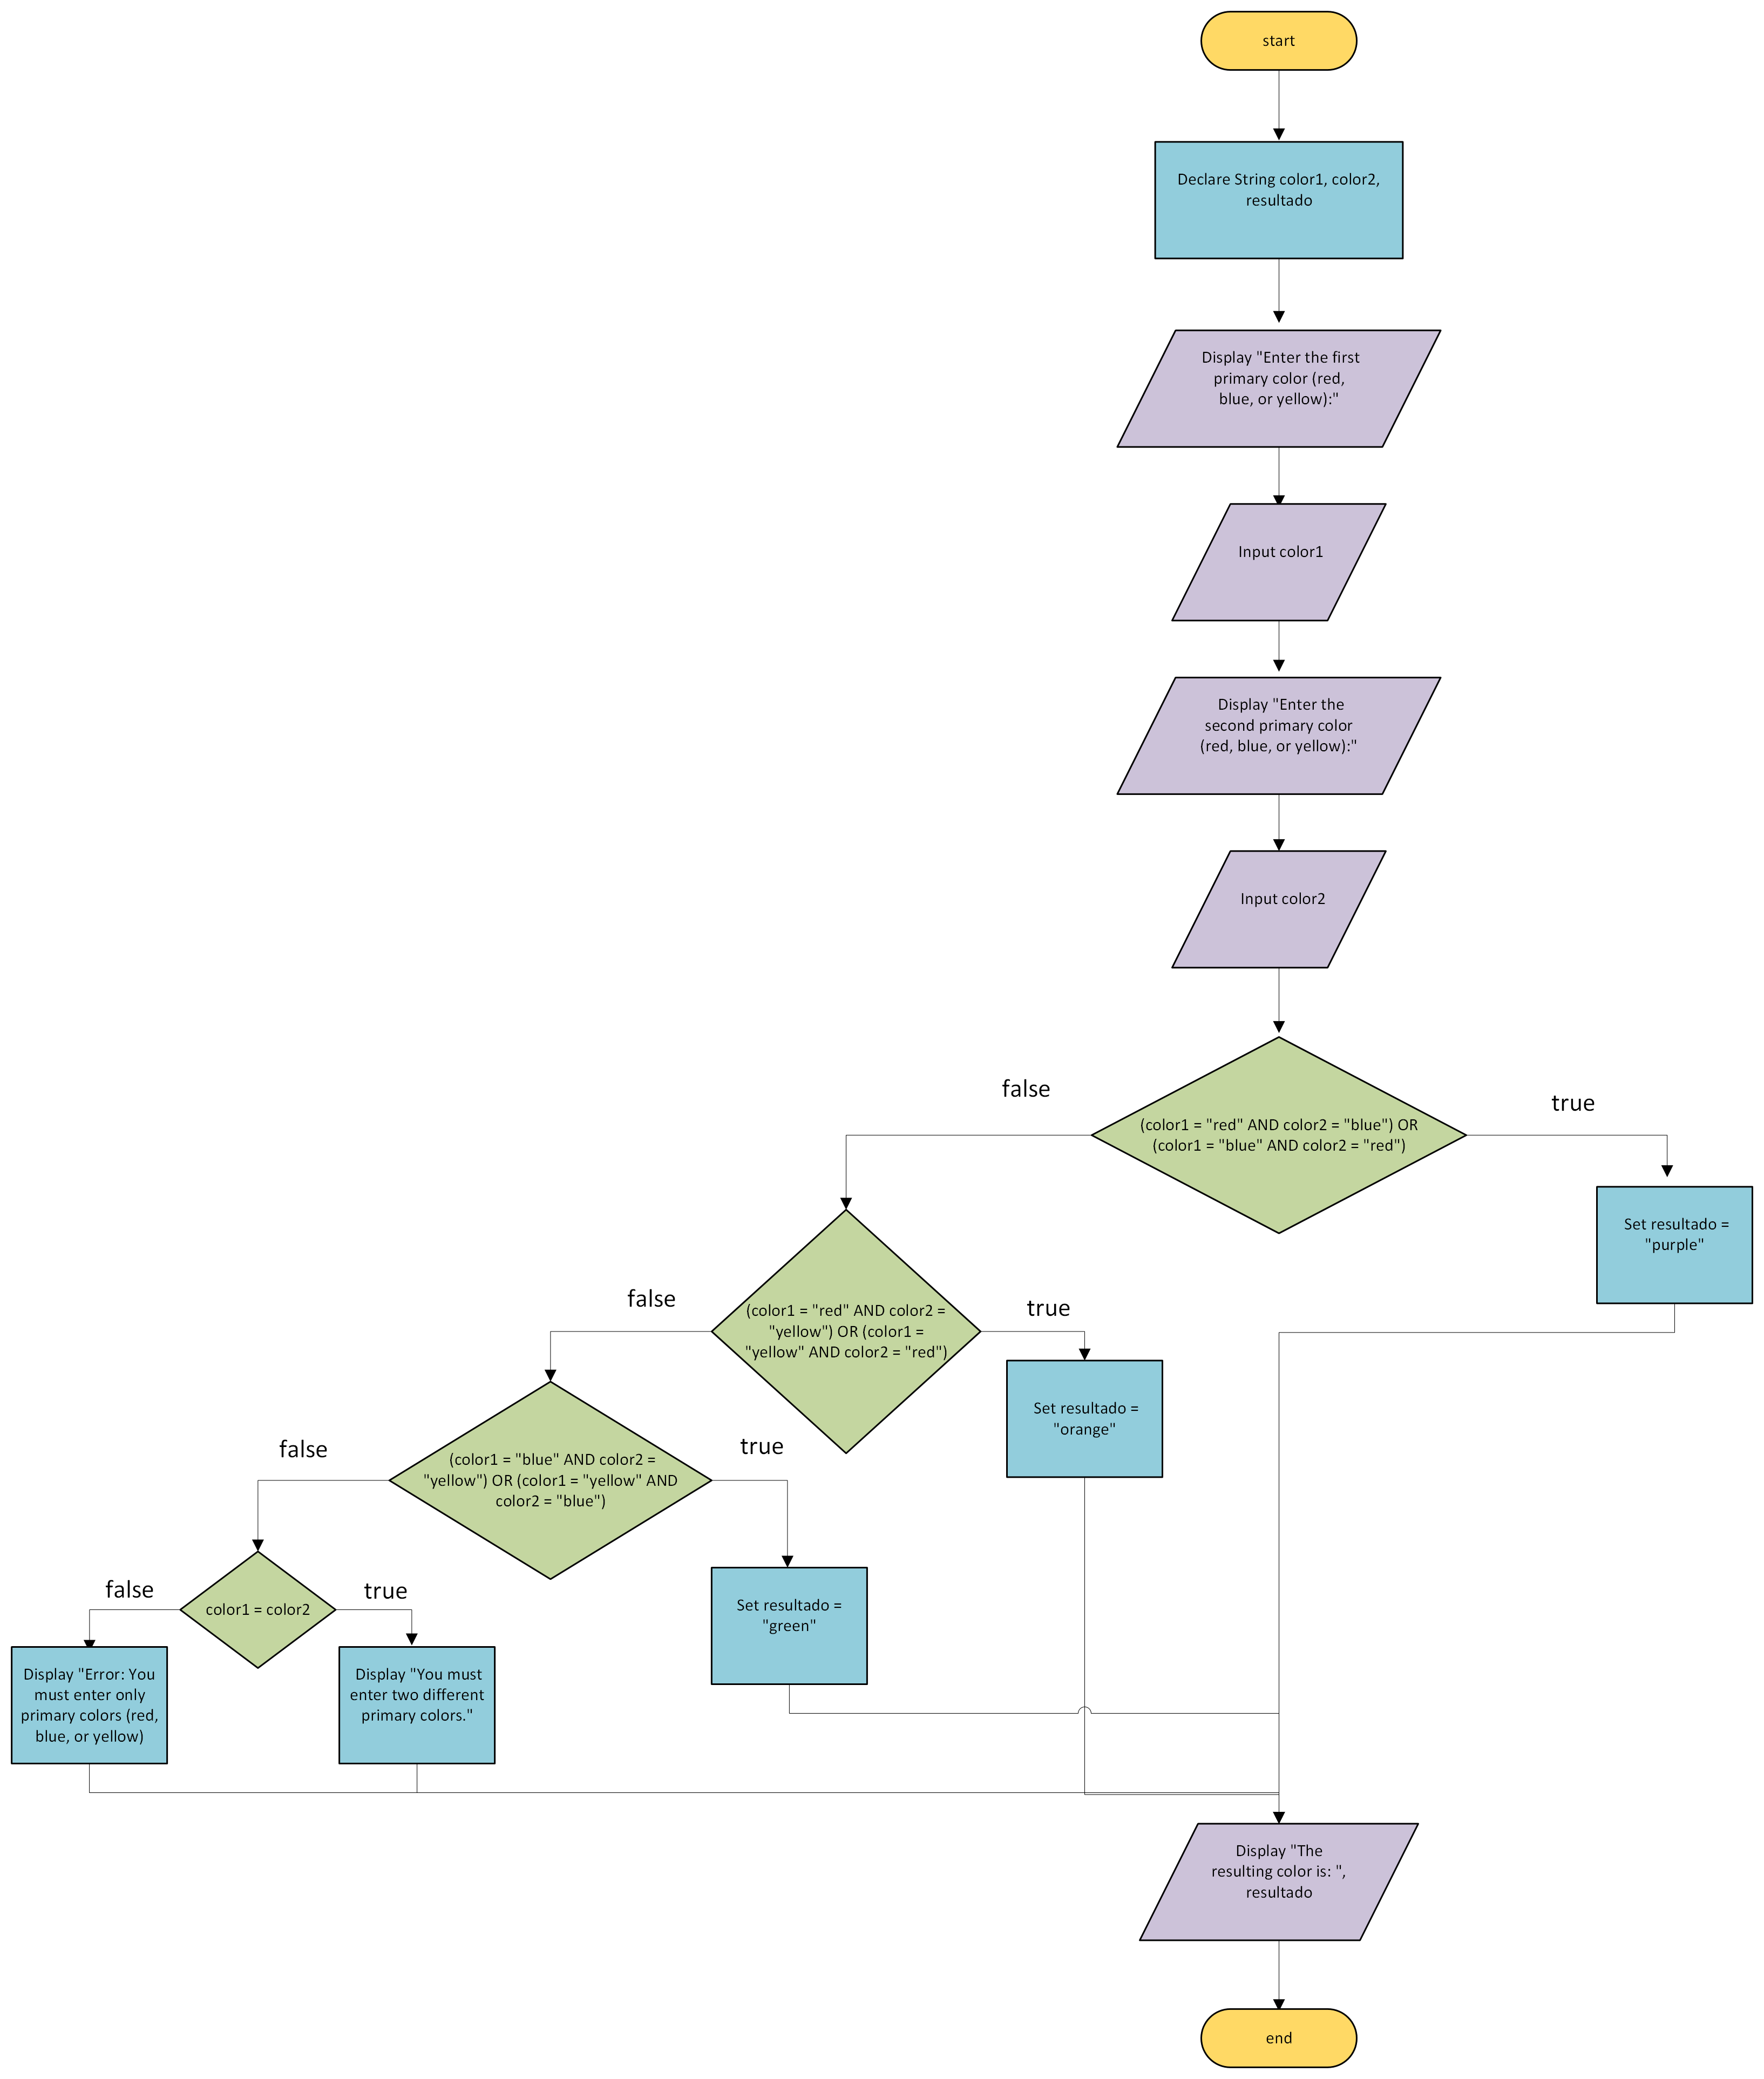 start
Declare String color1, color2,
resultado
Display "Enter the first
primary color (red,
blue, or yellow):"
Input color1
Display "Enter the
second primary color
(red, blue, or yellow):"
Input color2
false
true
(color1 = "red" AND color2 = "blue") OR
(color1 = "blue" AND color2 = "red")
Set resultado =
"purple"
false
true
(color1 = "red" AND color2 =
"yellow") OR (color1 =
"yellow" AND color2 = "red")
Set resultado =
"orange"
false
true
(color1 = "blue" AND color2 =
"yellow") OR (color1 = "yellow" AND
color2 = "blue")
Set resultado =
"green"
false
true
color1 = color2
Display "Error: You
must enter only
primary colors (red,
blue, or yellow)
Display "You must
enter two different
primary colors."
Display "The
resulting color is: ",
resultado
end